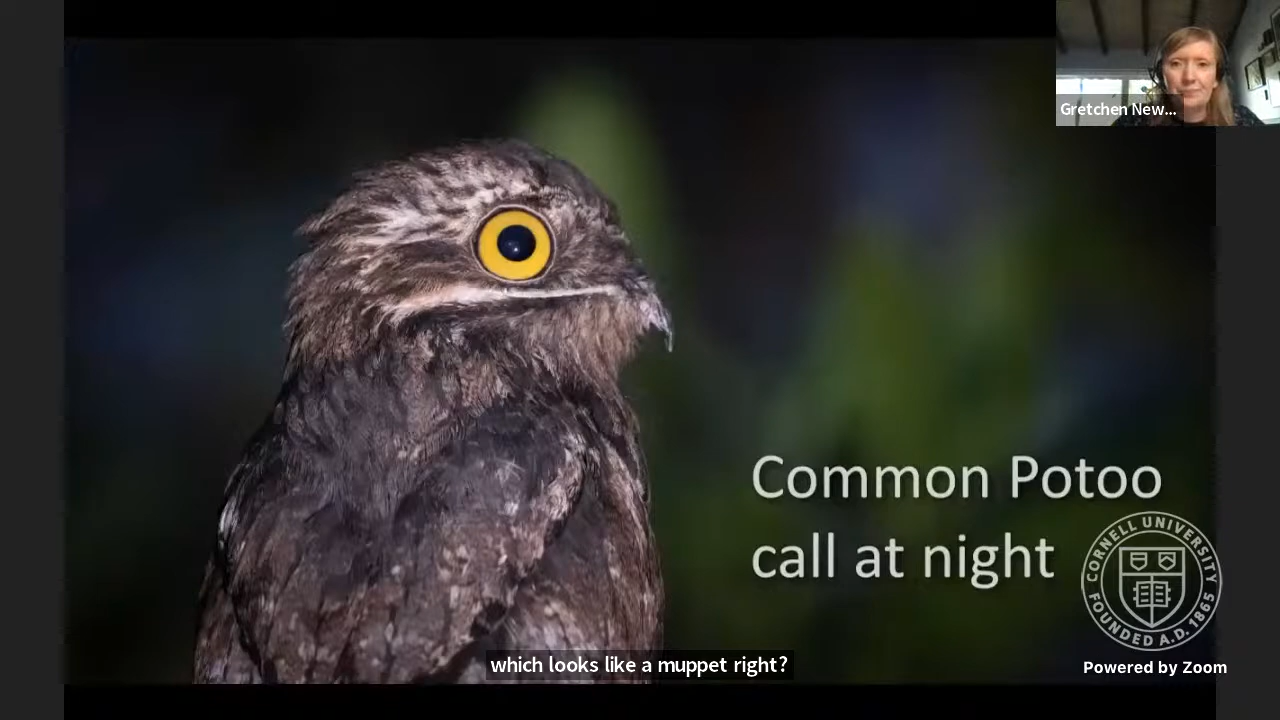 Gretchen New...
Common Potoo
call at night
CORNELL UNIVERSITY
FOUNDED A.D. 1865
which looks like a muppet right?
Powered by Zoom